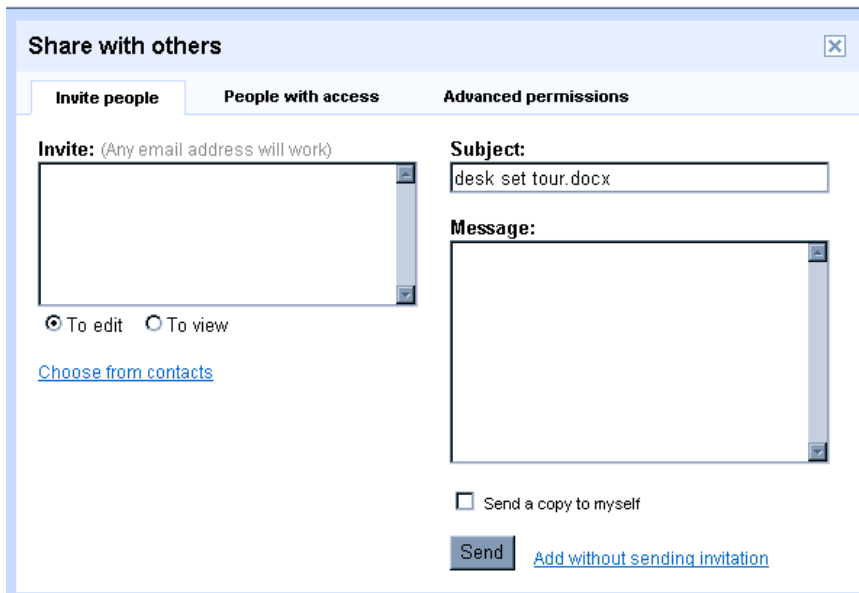 Share with others
Invite people
People with access
Advanced permissions
Invite: (Any email address will work)
To edit
To view
Choose from contacts
Subject:
desk set tour.docx
Message:
Send a copy to myself
Send
Add without sending invitation